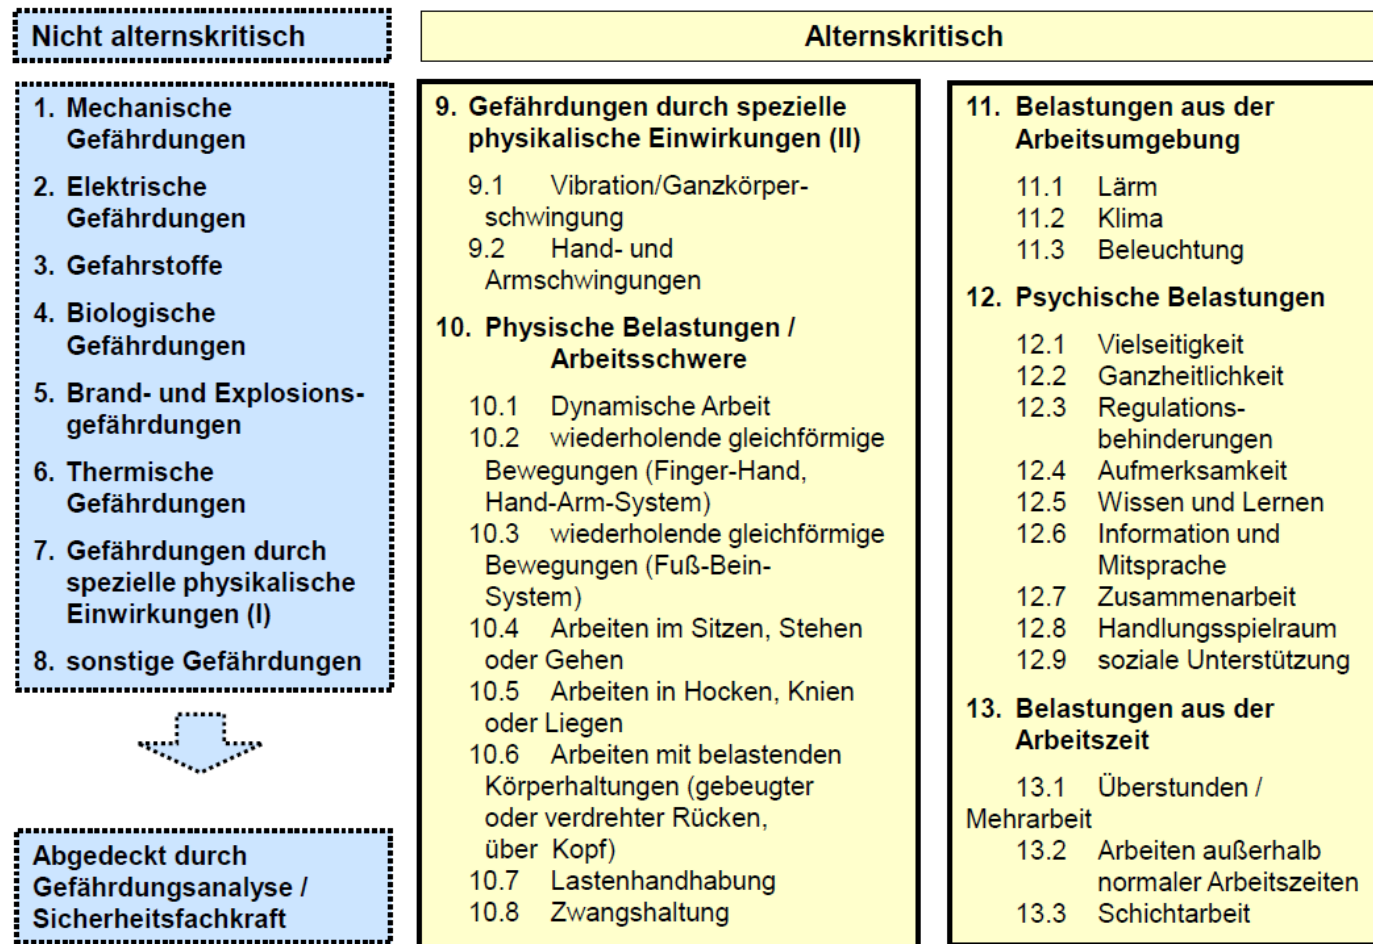 Nicht alternskritisch
Alternskritisch
1. Mechanische
Gefährdungen
2. Elektrische
Gefährdungen
3. Gefahrstoffe
4. Biologische
Gefährdungen
5. Brand- und Explosions-
gefährdungen
6. Thermische
Gefährdungen
7. Gefährdungen durch
spezielle physikalische
Einwirkungen (I)
8. sonstige Gefährdungen
Abgedeckt durch
Gefährdungsanalyse /
Sicherheitsfachkraft
9. Gefährdungen durch spezielle
physikalische Einwirkungen (II)
9.1 Vibration/Ganzkörper-
schwingung
9.2 Hand- und
Armschwingungen
10. Physische Belastungen /
Arbeitsschwere
10.1 Dynamische Arbeit
10.2 wiederholende gleichförmige
Bewegungen (Finger-Hand,
Hand-Arm-System)
10.3 wiederholende gleichförmige
Bewegungen (Fuß-Bein-
System)
10.4 Arbeiten im Sitzen, Stehen
oder Gehen
10.5 Arbeiten in Hocken, Knien
oder Liegen
10.6 Arbeiten mit belastenden
Körperhaltungen (gebeugter
oder verdrehter Rücken,
über Kopf)
10.7 Lastenhandhabung
10.8 Zwangshaltung
11. Belastungen aus der
Arbeitsumgebung
11.1 Lärm
11.2 Klima
11.3 Beleuchtung
12. Psychische Belastungen
12.1 Vielseitigkeit
12.2 Ganzheitlichkeit
12.3 Regulations-
behinderungen
12.4 Aufmerksamkeit
12.5 Wissen und Lernen
12.6 Information und
Mitsprache
12.7 Zusammenarbeit
12.8 Handlungsspielraum
12.9 soziale Unterstützung
13. Belastungen aus der
Arbeitszeit
13.1 Überstunden /
Mehrarbeit
13.2 Arbeiten außerhalb
normaler Arbeitszeiten
13.3 Schichtarbeit